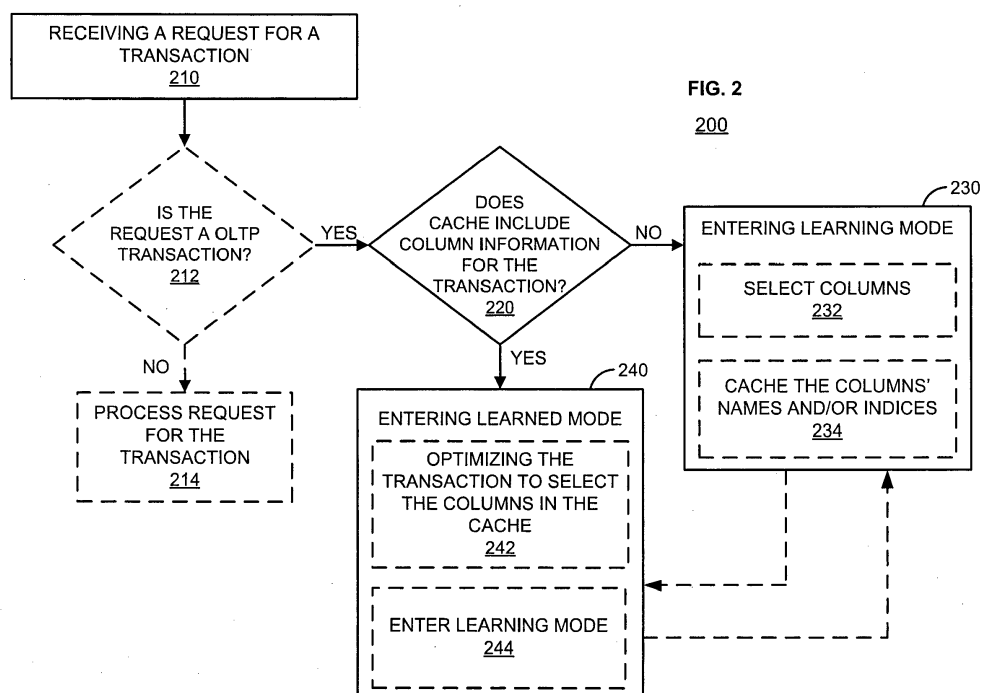 RECEIVING A REQUEST FOR A
TRANSACTION
210
FIG. 2
200
IS THE
REQUEST A OLTP
TRANSACTION?
212
YES
NO
PROCESS REQUEST
FOR THE
TRANSACTION
214
DOES
CACHE INCLUDE
COLUMN INFORMATION
FOR THE
TRANSACTION?
220
NO
YES
230
ENTERING LEARNING MODE
SELECT COLUMNS
232
CACHE THE COLUMNS'
NAMES AND/OR INDICES
234
240
ENTERING LEARNED MODE
OPTIMIZING THE
TRANSACTION TO SELECT
THE COLUMNS IN THE
CACHE
242
ENTER LEARNING MODE
244